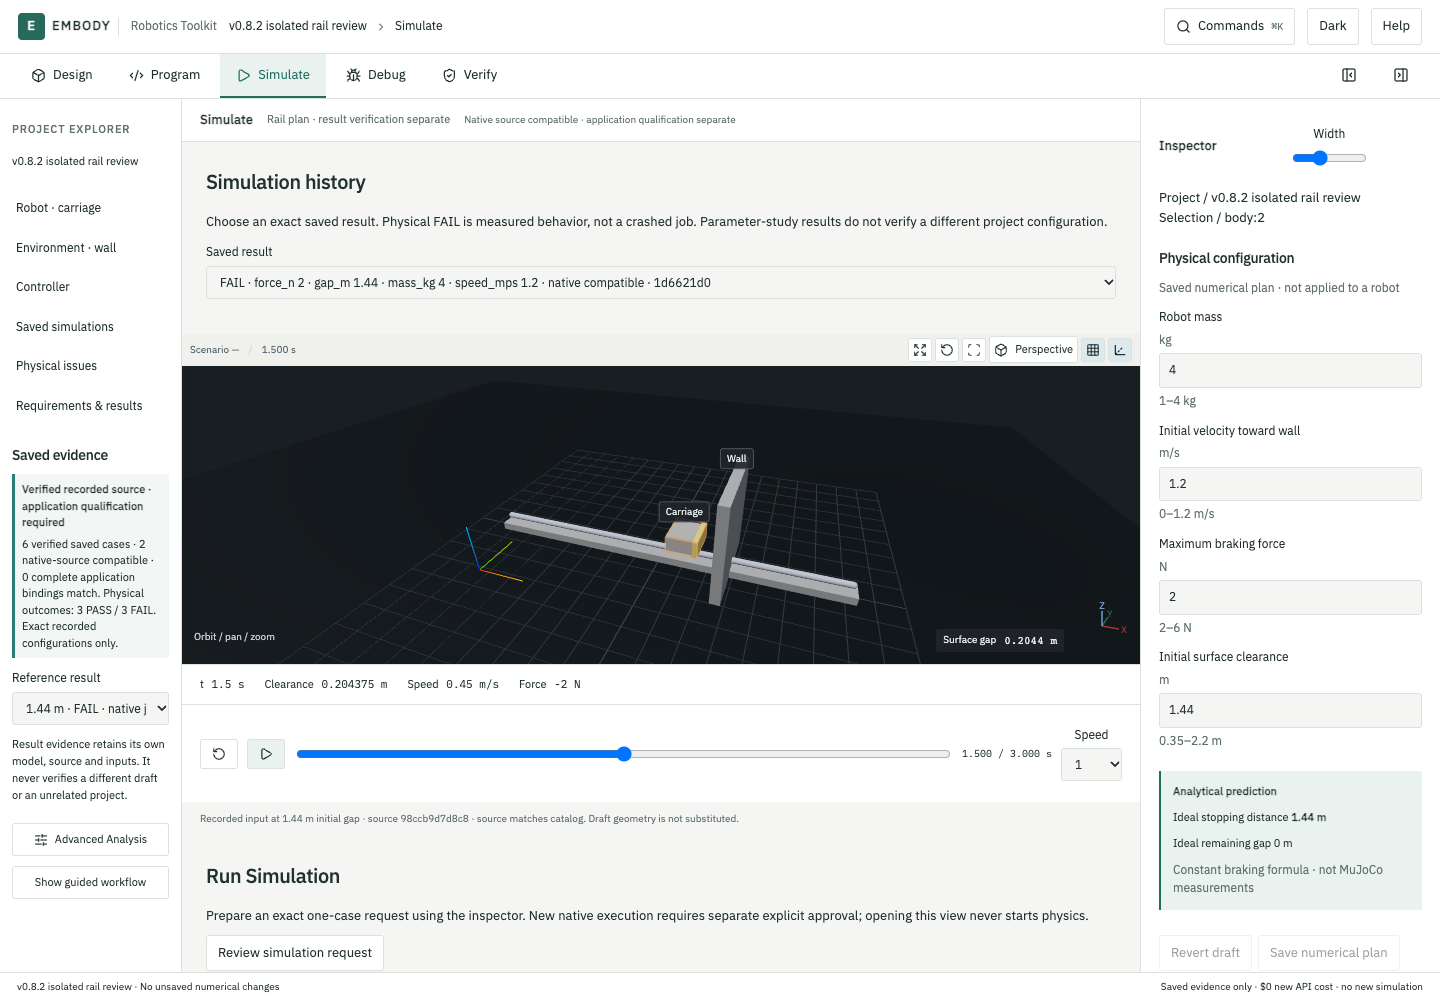 E EMBODY Robotics Toolkit v0.8.2 isolated rail review › Simulate
Commands ⌘K Dark Help
Design Program Simulate Debug Verify
PROJECT EXPLORER
v0.8.2 isolated rail review
Robot · carriage
Environment · wall
Controller
Saved simulations
Physical issues
Requirements & results
Saved evidence
Verified recorded source ·
application qualification
required
6 verified saved cases · 2
native-source compatible ·
0 complete application
bindings match. Physical
outcomes: 3 PASS / 3 FAIL.
Exact recorded
configurations only.
Reference result
1.44 m · FAIL · native j
Result evidence retains its own
model, source and inputs. It
never verifies a different draft
or an unrelated project.
Advanced Analysis
Show guided workflow
Simulate Rail plan · result verification separate Native source compatible · application qualification separate
Simulation history
Choose an exact saved result. Physical FAIL is measured behavior, not a crashed job. Parameter-study results do not verify a different project configuration.
Saved result
FAIL · force_n 2 · gap_m 1.44 · mass_kg 4 · speed_mps 1.2 · native compatible · 1d6621d0
Scenario — / 1.500 s
Perspective
Wall
Carriage
Z
Y
X
Orbit / pan / zoom
Surface gap 0.2044 m
t 1.5 s Clearance 0.204375 m Speed 0.45 m/s Force -2 N
Speed
1.500 / 3.000 s
1
Recorded input at 1.44 m initial gap · source 98ccb9d7d8c8 · source matches catalog. Draft geometry is not substituted.
Run Simulation
Prepare an exact one-case request using the inspector. New native execution requires separate explicit approval; opening this view never starts physics.
Review simulation request
Inspector
Width
Project / v0.8.2 isolated rail review
Selection / body:2
Physical configuration
Saved numerical plan · not applied to a robot
Robot mass
kg
4
1–4 kg
Initial velocity toward wall
m/s
1.2
0–1.2 m/s
Maximum braking force
N
2
2–6 N
Initial surface clearance
m
1.44
0.35–2.2 m
Analytical prediction
Ideal stopping distance 1.44 m
Ideal remaining gap 0 m
Constant braking formula · not MuJoCo
measurements
Revert draft Save numerical plan
v0.8.2 isolated rail review · No unsaved numerical changes
Saved evidence only · $0 new API cost · no new simulation